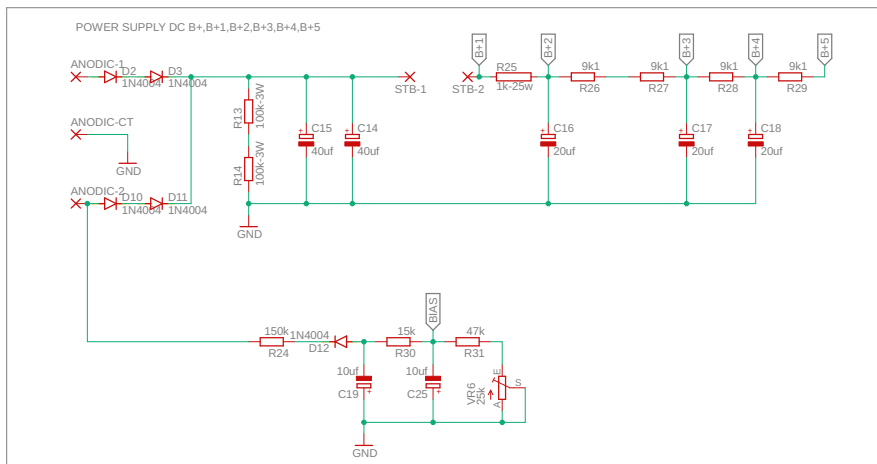 POWER SUPPLY DC B+,B+1,B+2,B+3,B+4,B+5
B+1
B+2
B+3
B+4
B+5
ANODIC-1
D2
D3
1N4004
1N4004
STB-1
STB-2
R25
1k-25w
9k1
R26
9k1
R27
9k1
R28
9k1
R29
R13
100k-3W
ANODIC-CT
GND
C15
40uf
C14
40uf
C16
20uf
C17
20uf
C18
20uf
R14
100k-3W
ANODIC-2
D10
D11
1N4004
1N4004
GND
BIAS
150k
R24
1N4004
D12
15k
R30
47k
R31
10uf
C19
10uf
C25
VR6
25k
E
S
A
GND